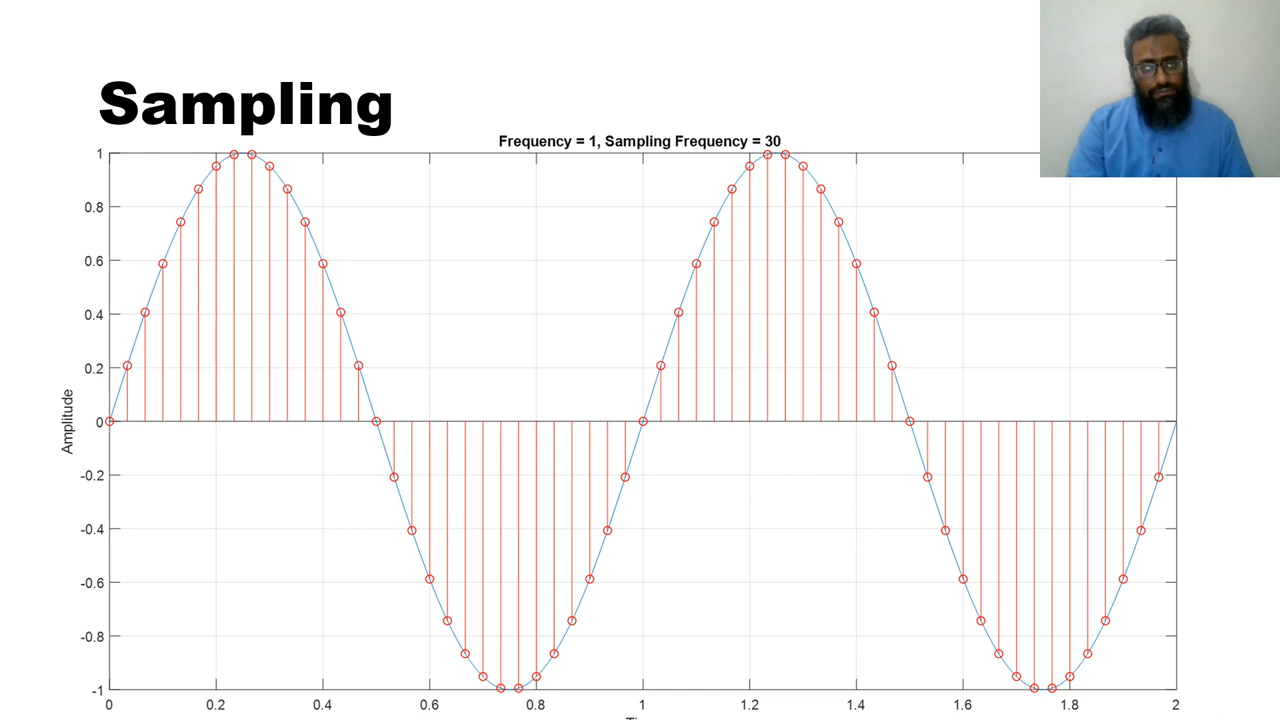 Sampling
Frequency = 1, Sampling Frequency = 30
1
0.8
0.6
0.4
0.2
0
-0.2
-0.4
-0.6
-0.8
-1
Amplitude
0 0.2 0.4 0.6 0.8 1 1.2 1.4 1.6 1.8 2